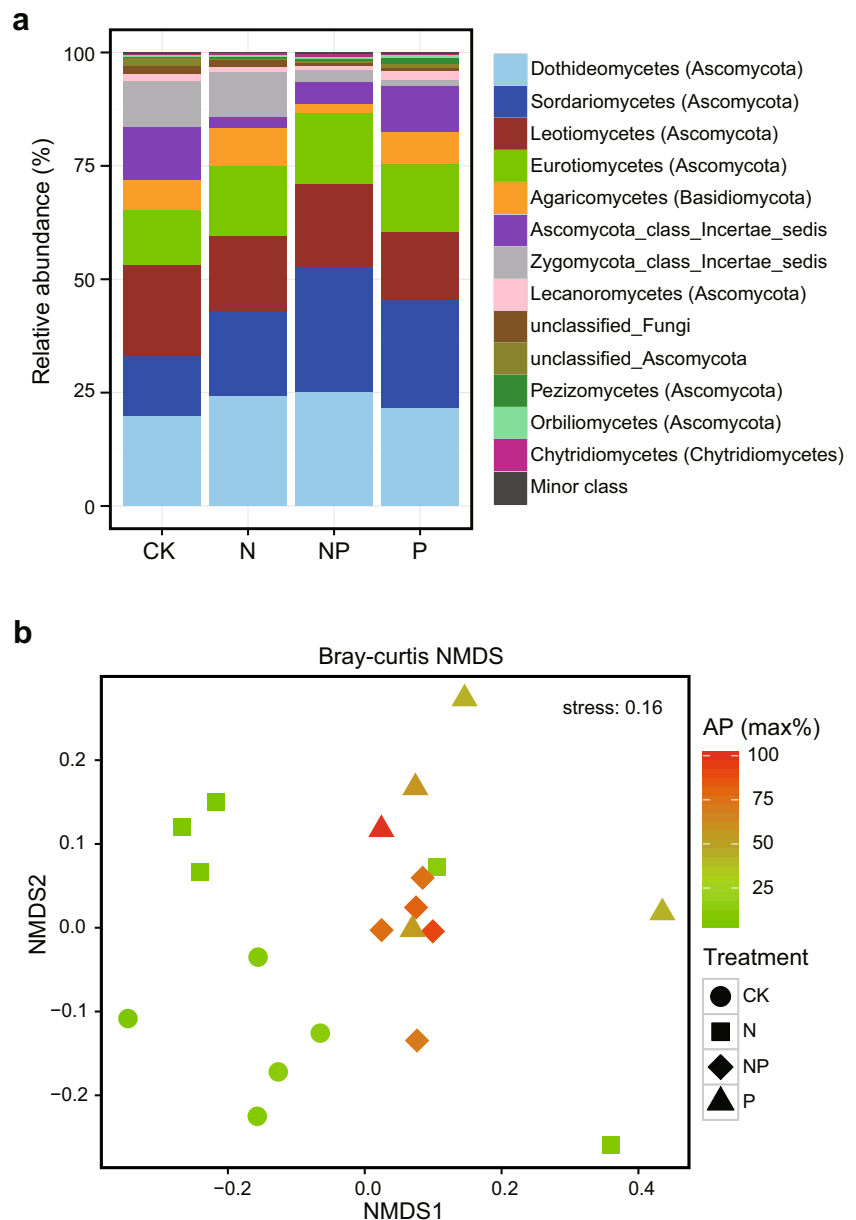 a
Relative abundance (%)
100
75
50
25
0
CK
N
NP
P
Dothideomycetes (Ascomycota)
Sordariomycetes (Ascomycota)
Leotiomycetes (Ascomycota)
Eurotiomycetes (Ascomycota)
Agaricomycetes (Basidiomycota)
Ascomycota_class_Incertae_sedis
Zygomycota_class_Incertae_sedis
Lecanoromycetes (Ascomycota)
unclassified_Fungi
unclassified_Ascomycota
Pezizomycetes (Ascomycota)
Orbiliomycetes (Ascomycota)
Chytridiomycetes (Chytridiomycetes)
Minor class
b
Bray-curtis NMDS
stress: 0.16
NMDS2
0.2
0.1
0.0
−0.1
−0.2
−0.2
0.0
0.2
0.4
NMDS1
AP (max%)
100
75
50
25
Treatment
CK
N
NP
P